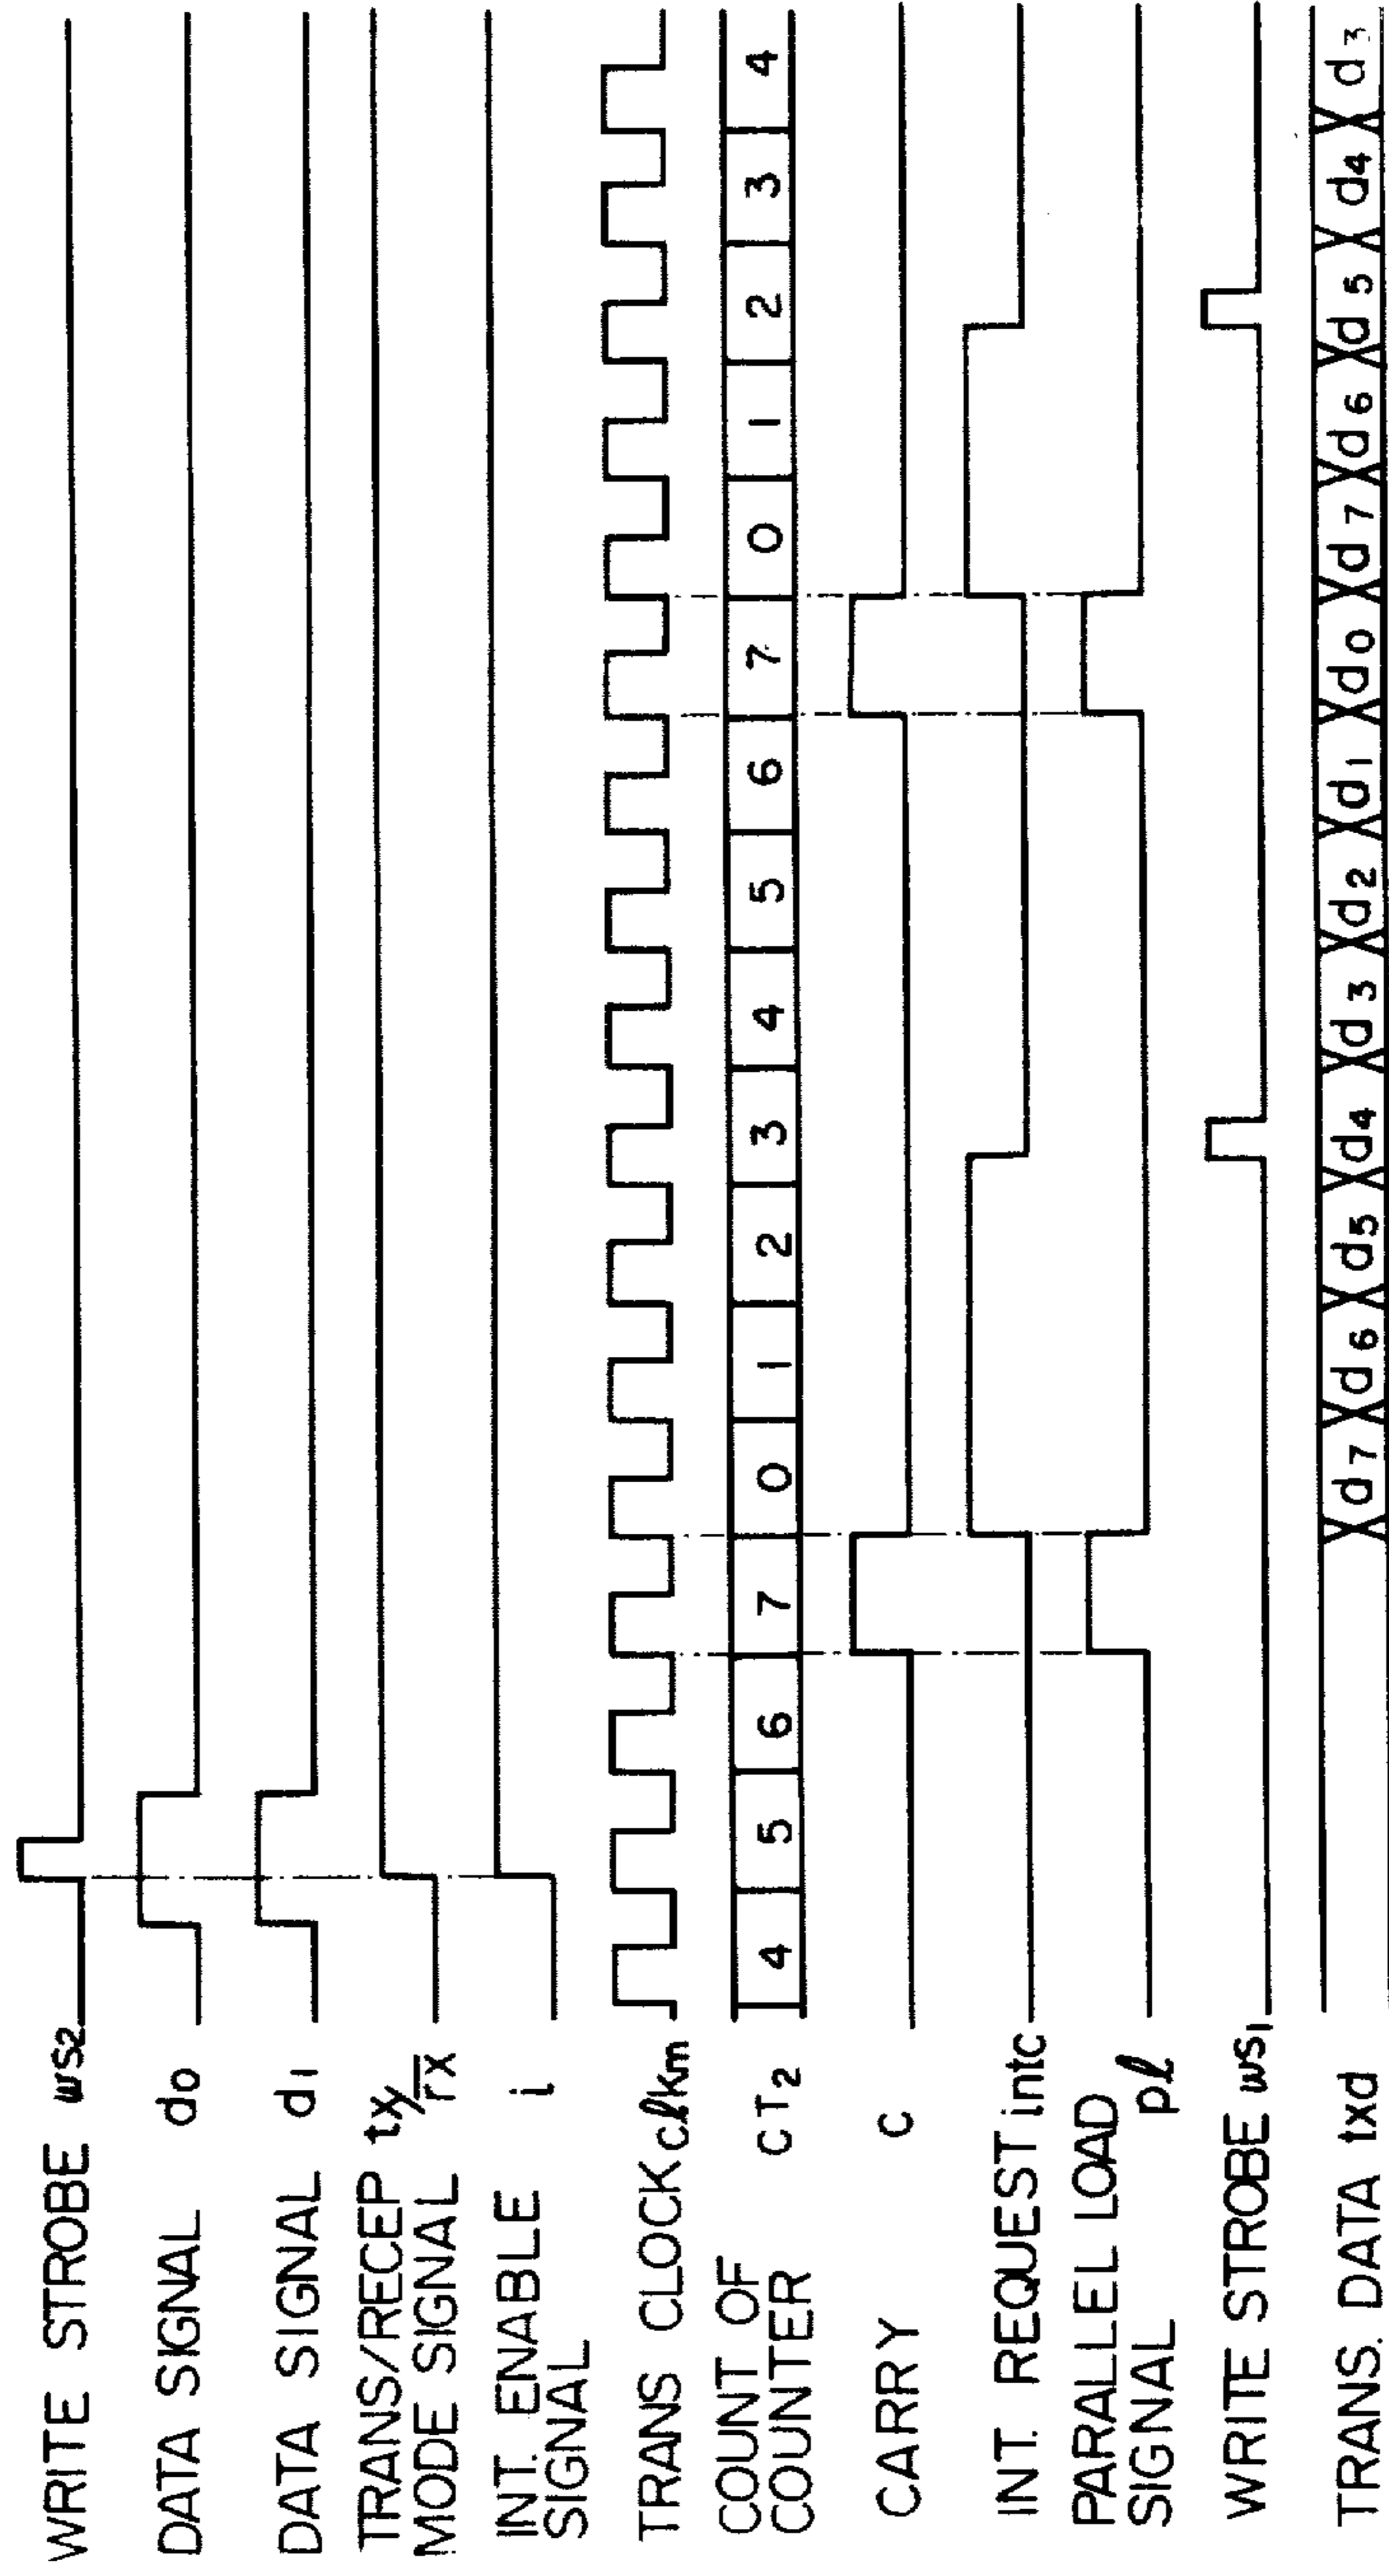 WRITE STROBE ws2
DATA SIGNAL d0
DATA SIGNAL d1
TRANS/RECEP tx/r̅x̅
MODE SIGNAL
INT. ENABLE i
SIGNAL
TRANS CLOCK clkm
COUNT OF
COUNTER CT2
4 5 6 7 0 1 2 3 4 5 6 7 0 1 2 3 4
CARRY c
INT. REQUEST intc
PARALLEL LOAD
SIGNAL pl
WRITE STROBE ws1
TRANS. DATA txd
d7 d6 d5 d4 d3 d2 d1 d0 d7 d6 d5 d4 d3